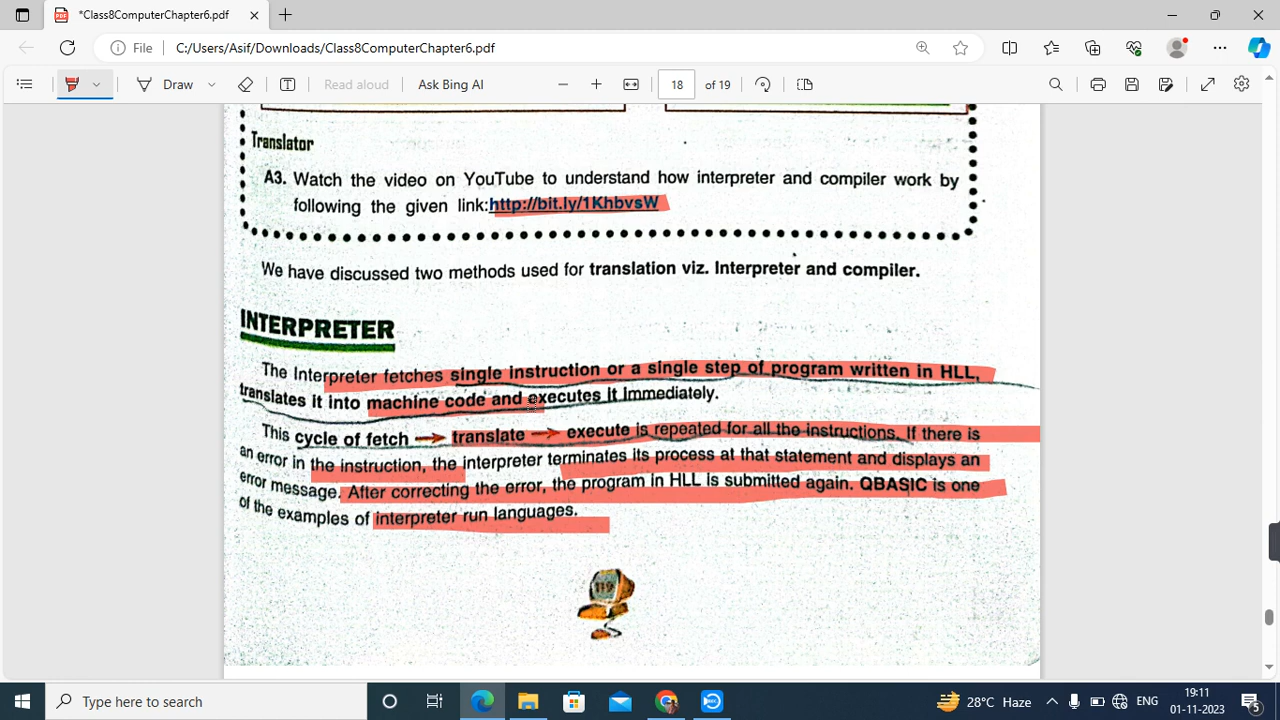 *Class8ComputerChapter6.pdf
File C:/Users/Asif/Downloads/Class8ComputerChapter6.pdf
Draw Read aloud Ask Bing AI 18 of 19
Translator
A3. Watch the video on YouTube to understand how interpreter and compiler work by
following the given link:http://bit.ly/1KhbvsW
We have discussed two methods used for translation viz. Interpreter and compiler.
INTERPRETER
The Interpreter fetches single instruction or a single step of program written in HLL,
translates it into machine code and executes it immediately.
This cycle of fetch → translate → execute is repeated for all the instructions. If there is
an error in the instruction, the interpreter terminates its process at that statement and displays an
error message. After correcting the error, the program in HLL is submitted again. QBASIC is one
of the examples of interpreter run languages.
119
Type here to search
28°C Haze
ENG
19:11
01-11-2023
5